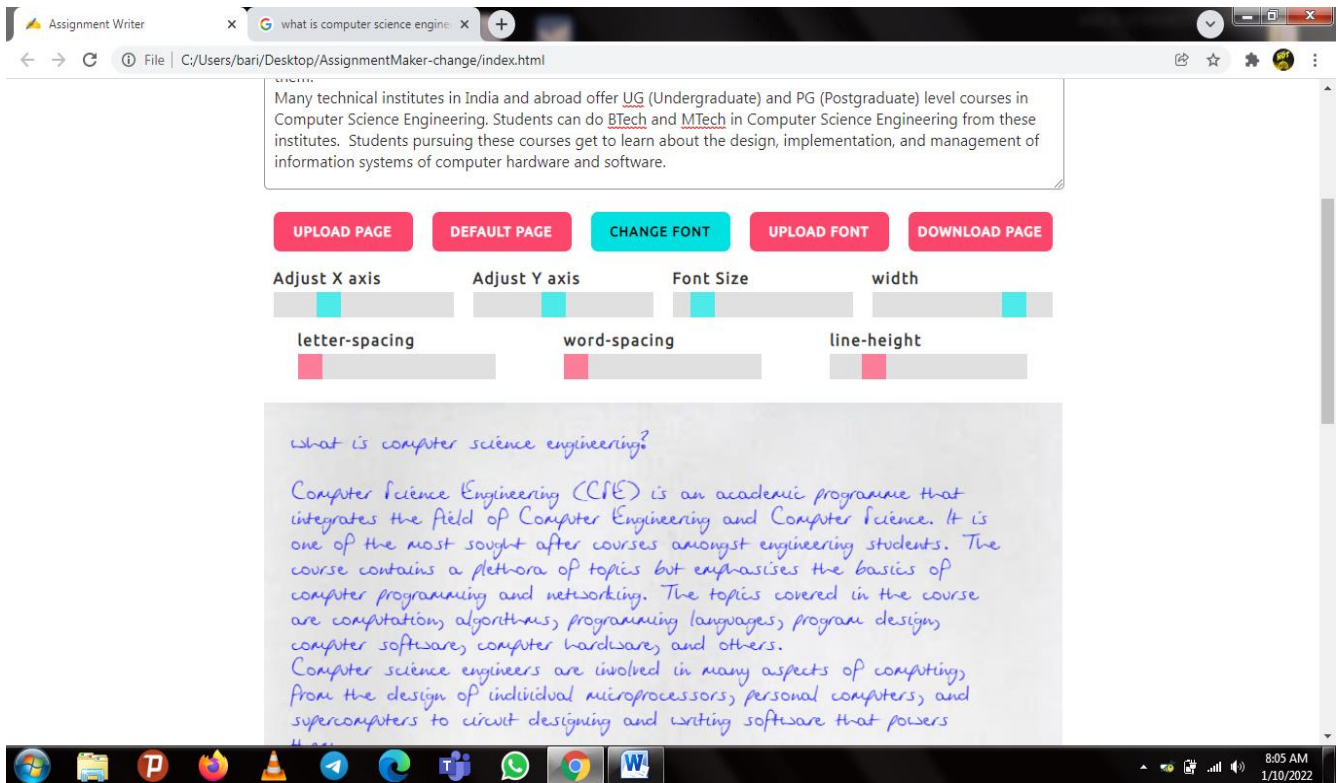 Assignment Writer
what is computer science engine
File | C:/Users/bari/Desktop/AssignmentMaker-change/index.html
them.
Many technical institutes in India and abroad offer UG (Undergraduate) and PG (Postgraduate) level courses in
Computer Science Engineering. Students can do BTech and MTech in Computer Science Engineering from these
institutes.  Students pursuing these courses get to learn about the design, implementation, and management of
information systems of computer hardware and software.
UPLOAD PAGE DEFAULT PAGE CHANGE FONT UPLOAD FONT DOWNLOAD PAGE
Adjust X axis Adjust Y axis Font Size width
letter-spacing word-spacing line-height
what is computer science engineering?
Computer Science Engineering (CSE) is an academic programme that
integrates the field of Computer Engineering and Computer Science. It is
one of the most sought after courses amongst engineering students. The
course contains a plethora of topics but emphasises the basics of
computer programming and networking. The topics covered in the course
are computation, algorithms, programming languages, program design,
computer software, computer hardware, and others.
Computer science engineers are involved in many aspects of computing,
from the design of individual microprocessors, personal computers, and
supercomputers to circuit designing and writing software that powers
them.
8:05 AM
1/10/2022